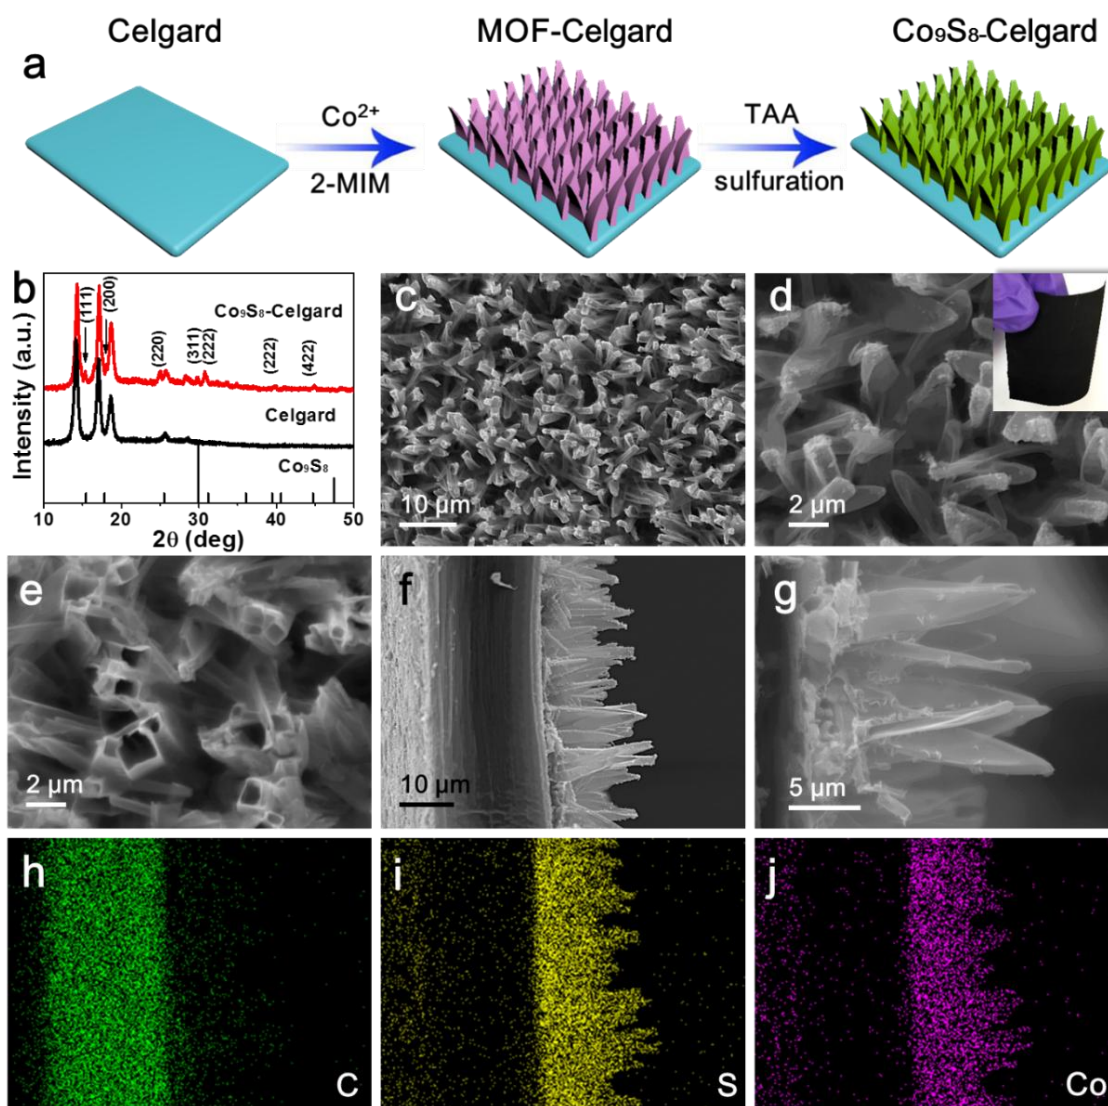 Celgard
MOF-Celgard
Co₉S₈-Celgard
a
Co²⁺
2-MIM
TAA
sulfuration
b
Intensity (a.u.)
(111)
(200)
Co₉S₈-Celgard
(220)
(311)
(222)
(222)
(422)
Celgard
Co₉S₈
10 20 30 40 50
2θ (deg)
c
10 µm
d
2 µm
e
2 µm
f
10 µm
g
5 µm
h
C
i
S
j
Co